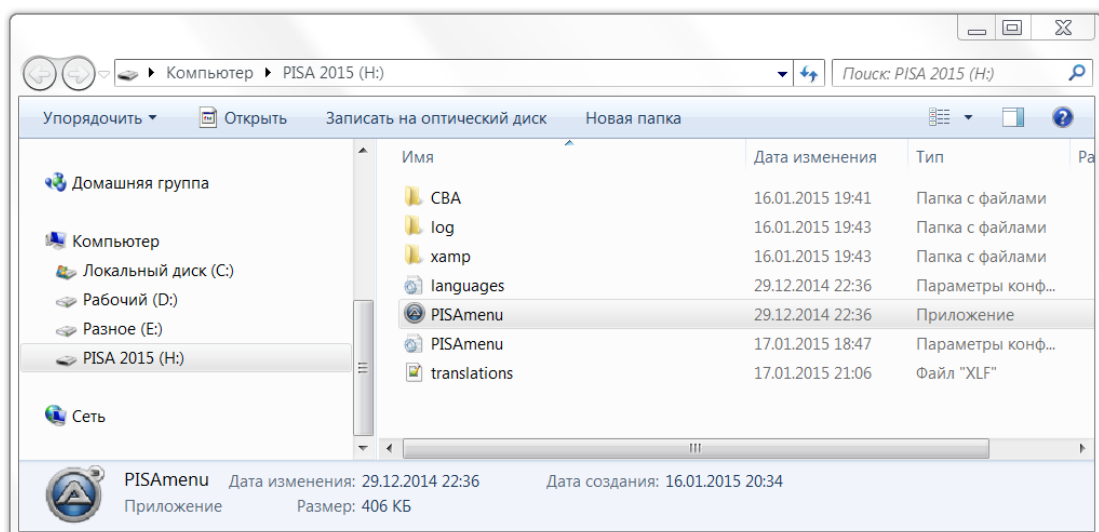 Компьютер PISA 2015 (H:) Поиск: PISA 2015 (H:)
Упорядочить Открыть Записать на оптический диск Новая папка
Домашняя группа
Компьютер
Локальный диск (C:)
Рабочий (D:)
Разное (E:)
PISA 2015 (H:)
Сеть
Имя Дата изменения Тип Ра
CBA 16.01.2015 19:41 Папка с файлами
log 16.01.2015 19:43 Папка с файлами
xamp 16.01.2015 19:43 Папка с файлами
languages 29.12.2014 22:36 Параметры конф...
PISAmenu 29.12.2014 22:36 Приложение
PISAmenu 17.01.2015 18:47 Параметры конф...
translations 17.01.2015 21:06 Файл "XLF"
PISAmenu Дата изменения: 29.12.2014 22:36 Дата создания: 16.01.2015 20:34
Приложение Размер: 406 КБ